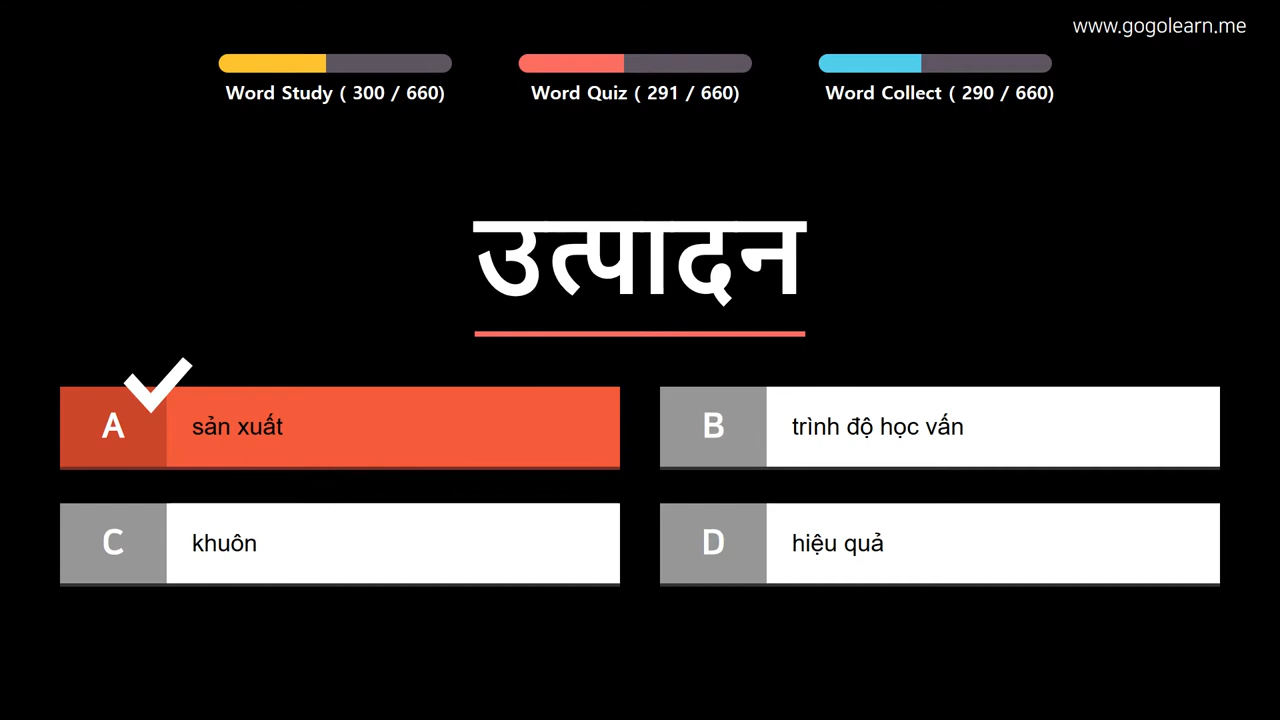 www.gogolearn.me
Word Study ( 300 / 660)
Word Quiz ( 291 / 660)
Word Collect ( 290 / 660)
उत्पादन
A sản xuất
B trình độ học vấn
C khuôn
D hiệu quả